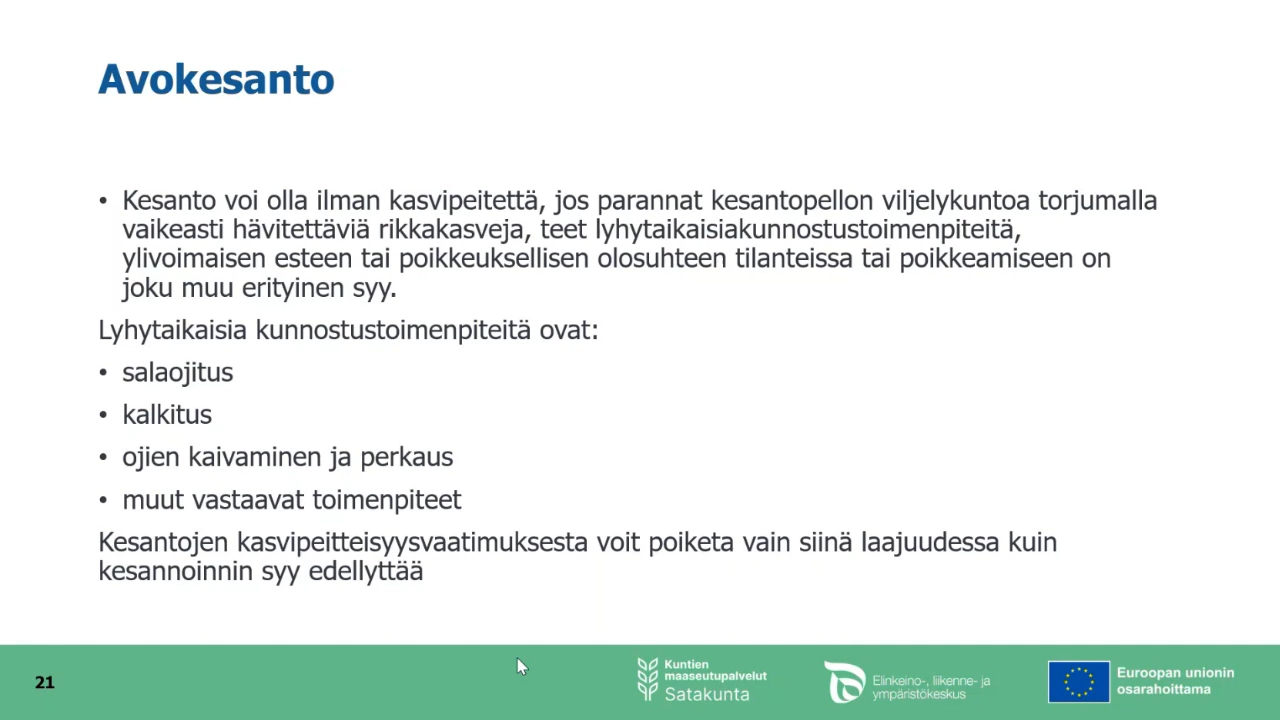 Avokesanto
• Kesanto voi olla ilman kasvipeitettä, jos parannat kesantopellon viljelykuntoa torjumalla
vaikeasti hävitettäviä rikkakasveja, teet lyhytaikaisiakunnostustoimenpiteitä,
ylivoimaisen esteen tai poikkeuksellisen olosuhteen tilanteissa tai poikkeamiseen on
joku muu erityinen syy.
Lyhytaikaisia kunnostustoimenpiteitä ovat:
• salaojitus
• kalkitus
• ojien kaivaminen ja perkaus
• muut vastaavat toimenpiteet
Kesantojen kasvipeitteisyysvaatimuksesta voit poiketa vain siinä laajuudessa kuin
kesannoinnin syy edellyttää
21
Kuntien
maaseutupalvelut
Satakunta
Elinkeino-, liikenne- ja
ympäristökeskus
Euroopan unionin
osarahoittama